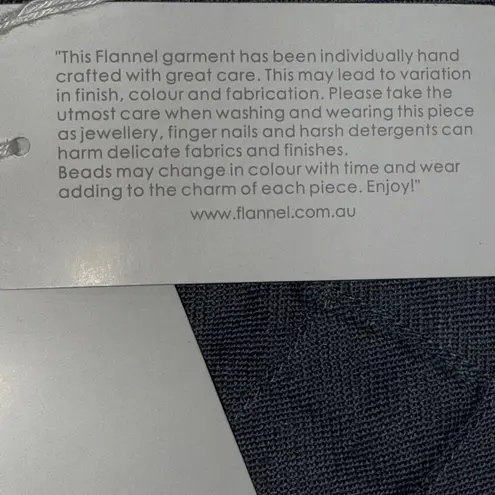 "This Flannel garment has been individually hand
crafted with great care. This may lead to variation
in finish, colour and fabrication. Please take the
utmost care when washing and wearing this piece
as jewellery, finger nails and harsh detergents can
harm delicate fabrics and finishes.
Beads may change in colour with time and wear
adding to the charm of each piece. Enjoy!"
www.flannel.com.au